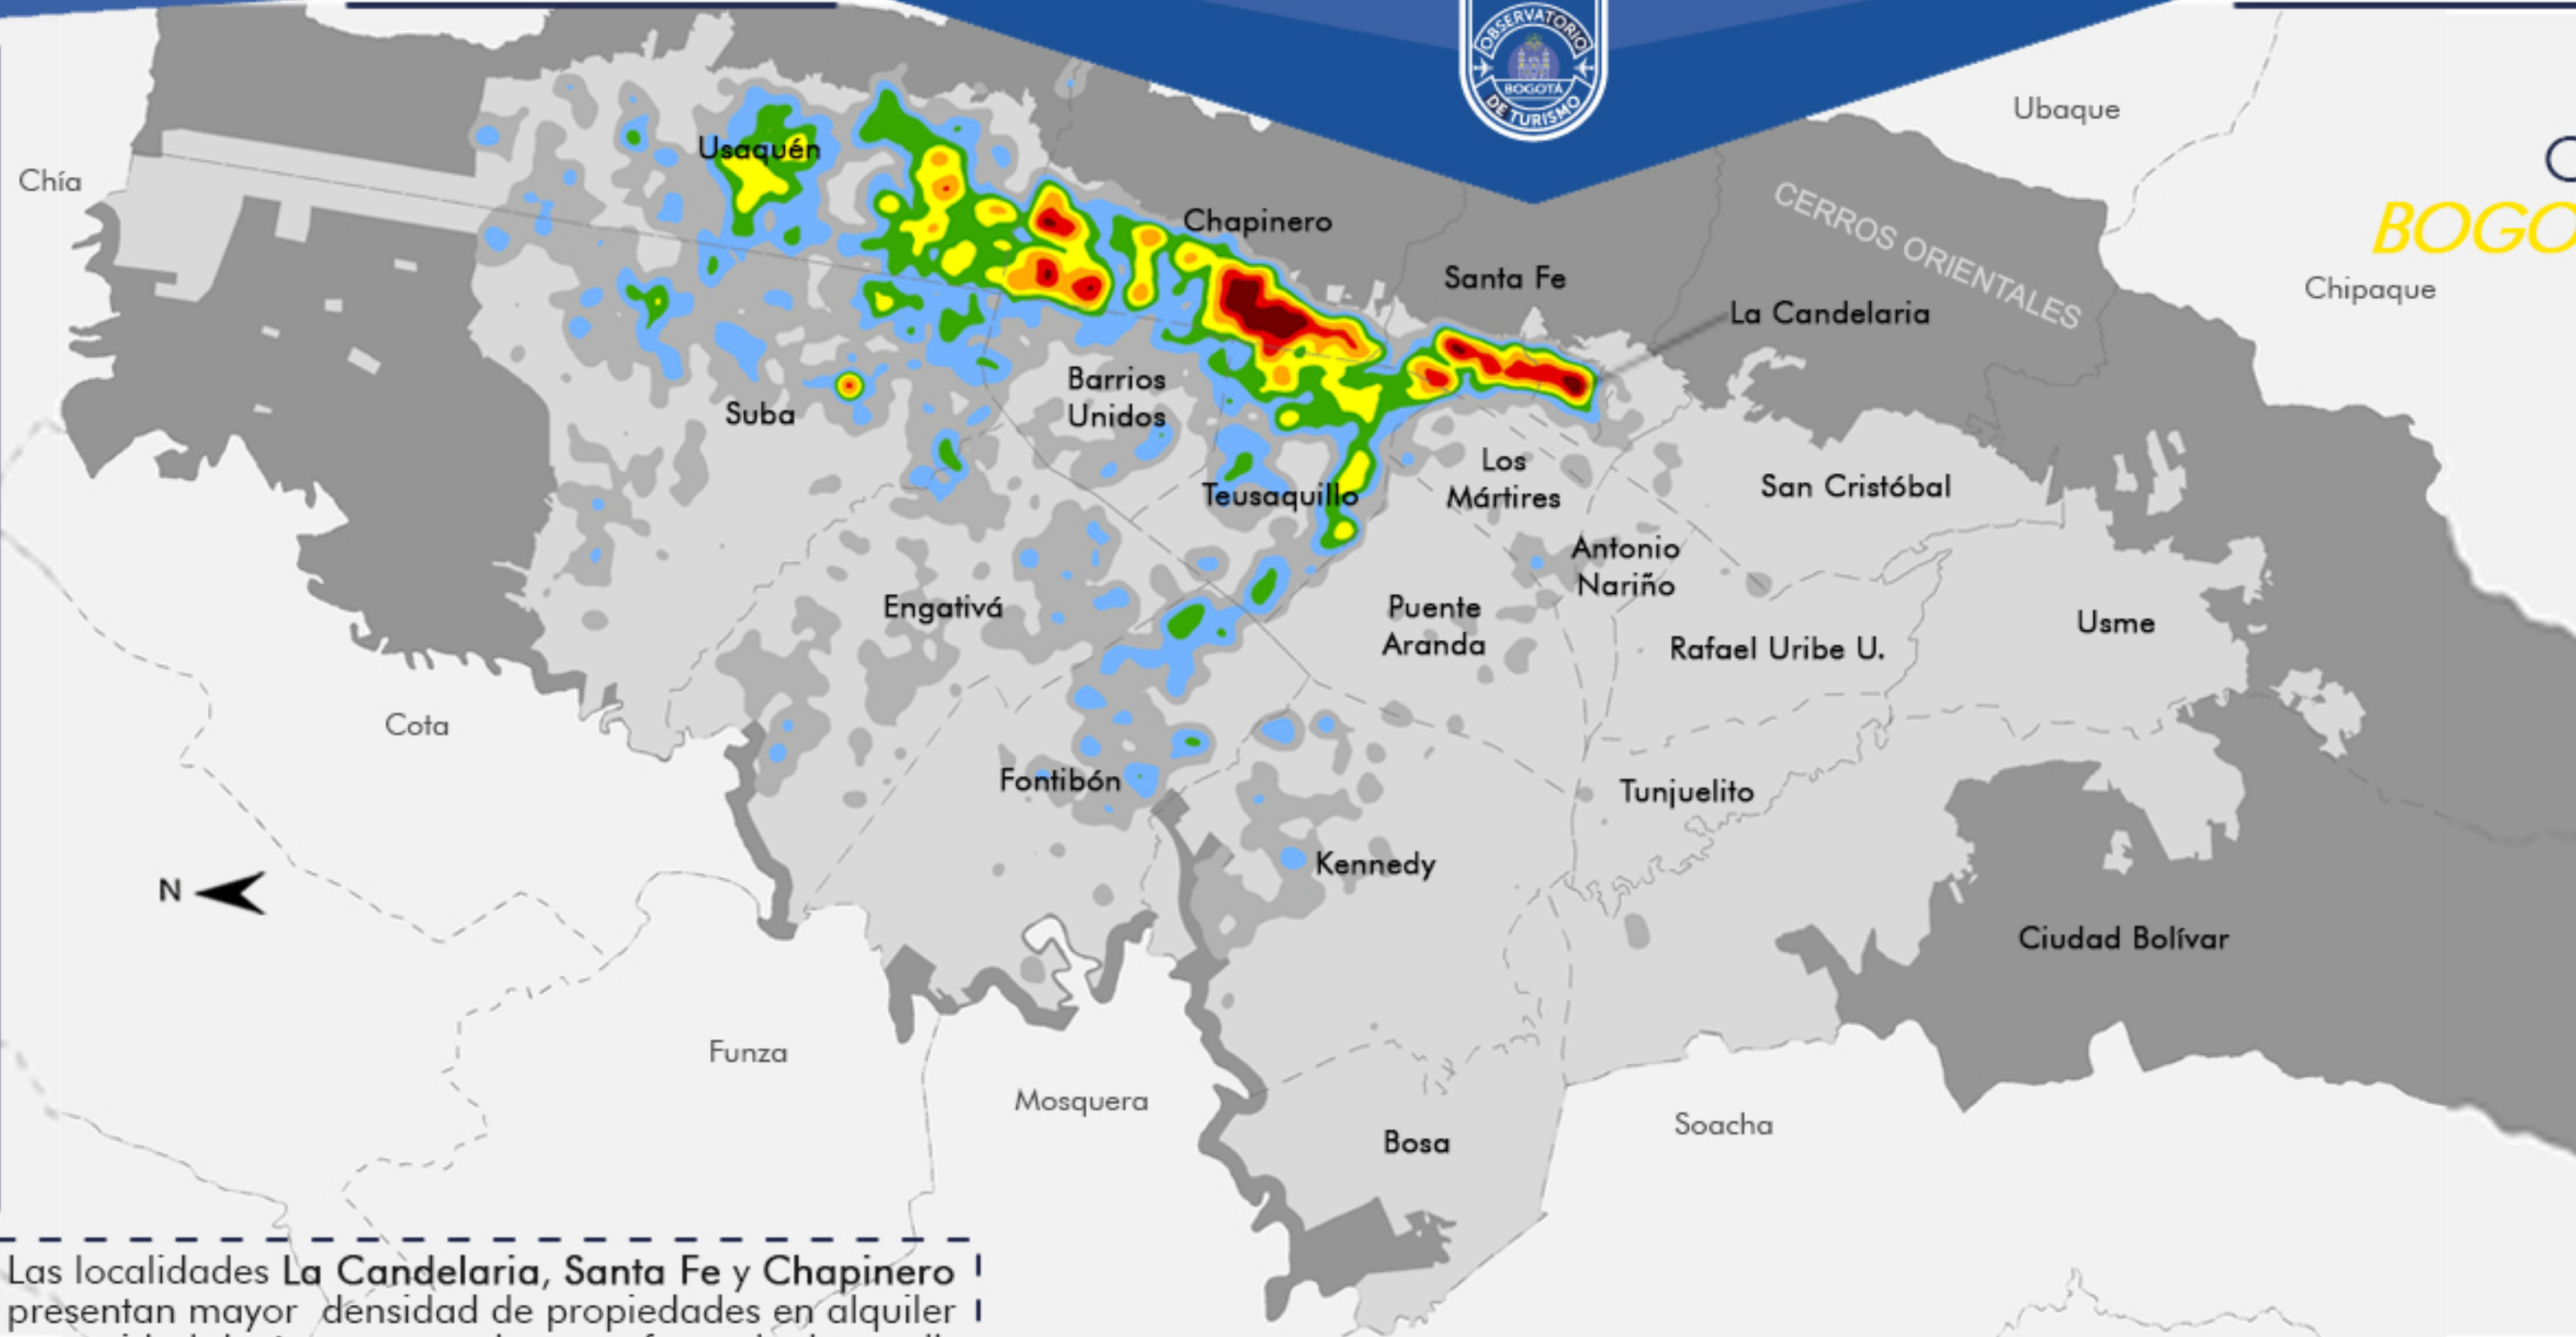 OBSERVATORIO
BOGOTÁ
DE TURISMO
Ubaque
BOGO
Chipaque
CERROS ORIENTALES
Chía
Usaquén
Chapinero
Santa Fe
La Candelaria
Barrios
Unidos
Suba
Los
Mártires
San Cristóbal
Teusaquillo
Antonio
Nariño
Engativá
Puente
Aranda
Rafael Uribe U.
Usme
Cota
Fontibón
Tunjuelito
Kennedy
N
Ciudad Bolívar
Funza
Mosquera
Soacha
Bosa
Las localidades La Candelaria, Santa Fe y Chapinero
presentan mayor densidad de propiedades en alquiler